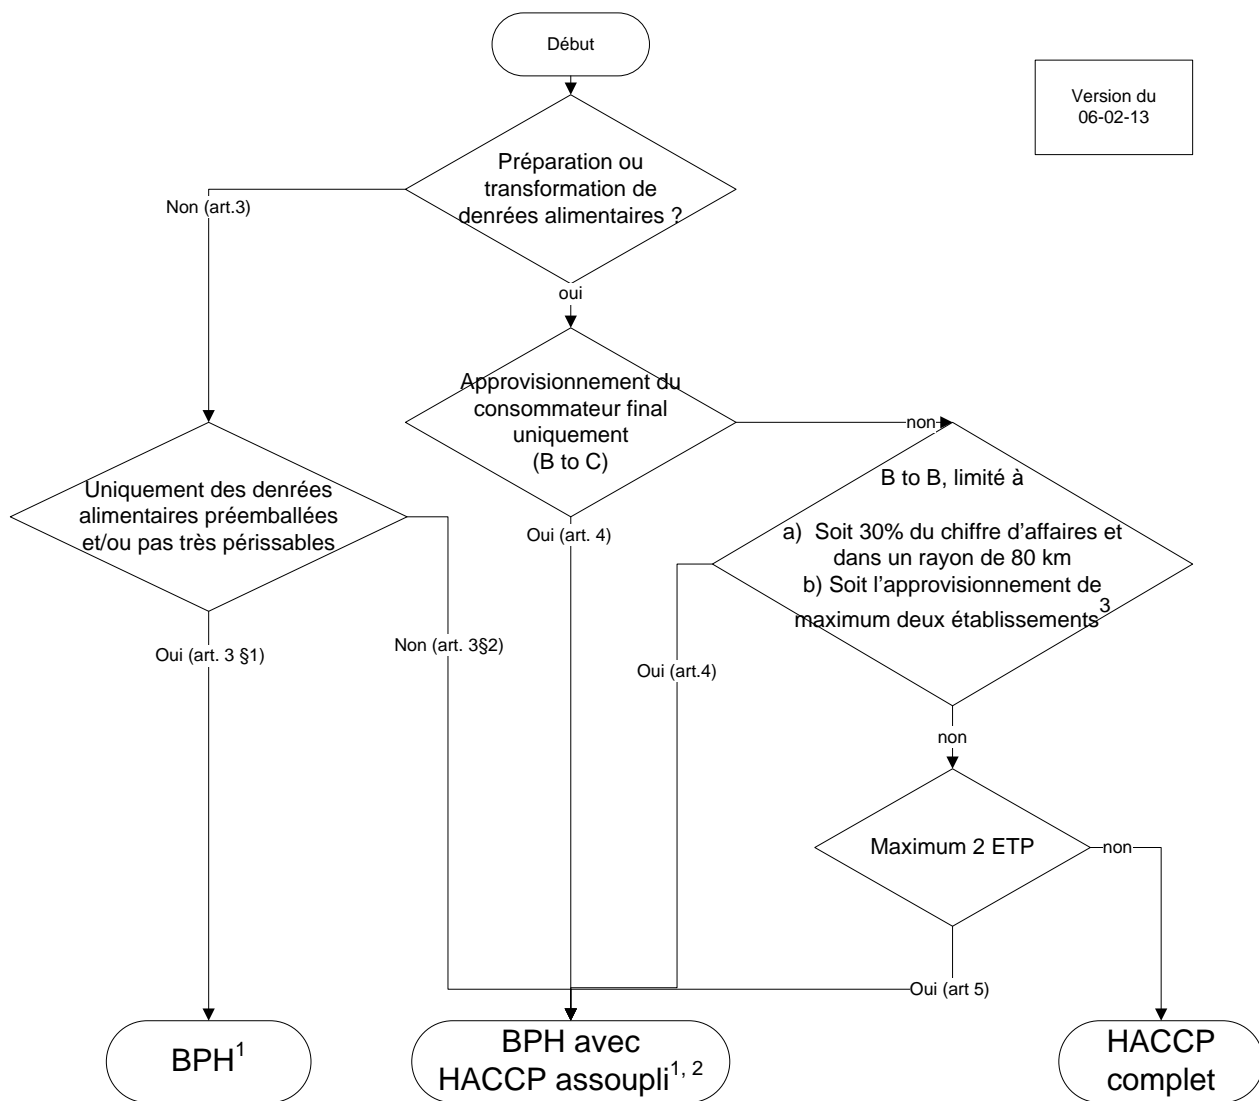 Début
Version du
06-02-13
Préparation ou
transformation de
denrées alimentaires ?
Non (art.3)
oui
Approvisionnement du
consommateur final
uniquement
(B to C)
non
Uniquement des denrées
alimentaires préemballées
et/ou pas très périssables
B to B, limité à
a) Soit 30% du chiffre d'affaires et
dans un rayon de 80 km
b) Soit l'approvisionnement de
maximum deux établissements3
Oui (art. 4)
Oui (art. 3 §1)
Non (art. 3§2)
Oui (art.4)
non
Maximum 2 ETP
non
Oui (art 5)
BPH1
BPH avec
HACCP assoupli1, 2
HACCP
complet